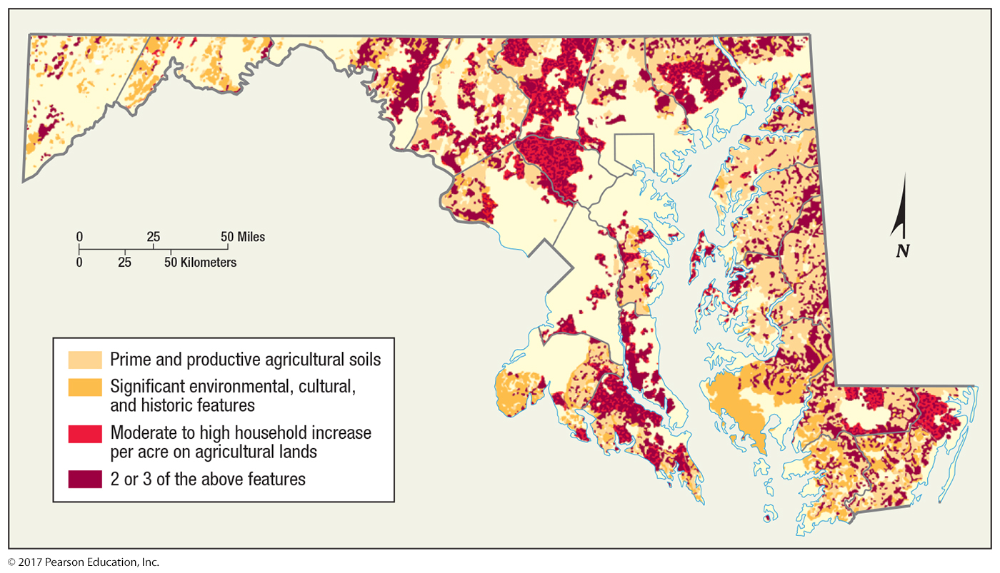 0 25 50 Miles
0 25 50 Kilometers
N
Prime and productive agricultural soils
Significant environmental, cultural,
and historic features
Moderate to high household increase
per acre on agricultural lands
2 or 3 of the above features
© 2017 Pearson Education, Inc.